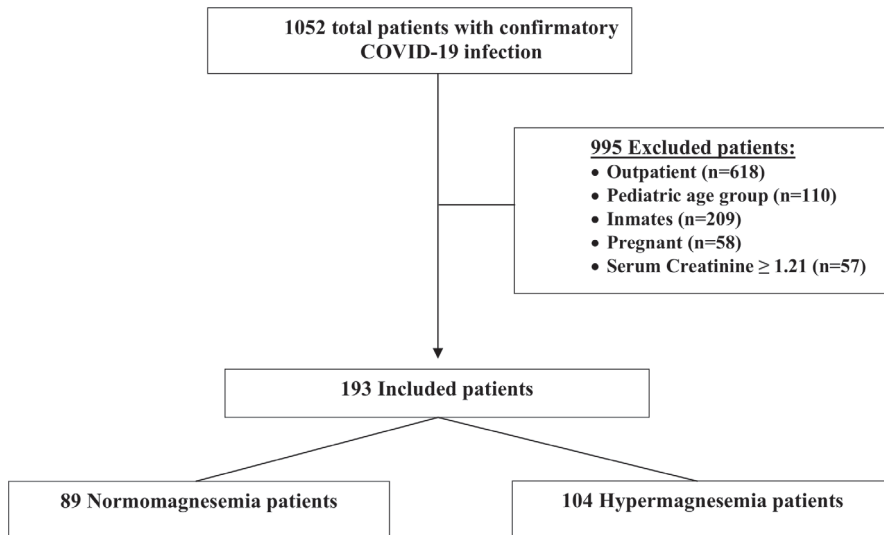 1052 total patients with confirmatory
COVID-19 infection
995 Excluded patients:
• Outpatient (n=618)
• Pediatric age group (n=110)
• Inmates (n=209)
• Pregnant (n=58)
• Serum Creatinine ≥ 1.21 (n=57)
193 Included patients
89 Normomagnesemia patients
104 Hypermagnesemia patients